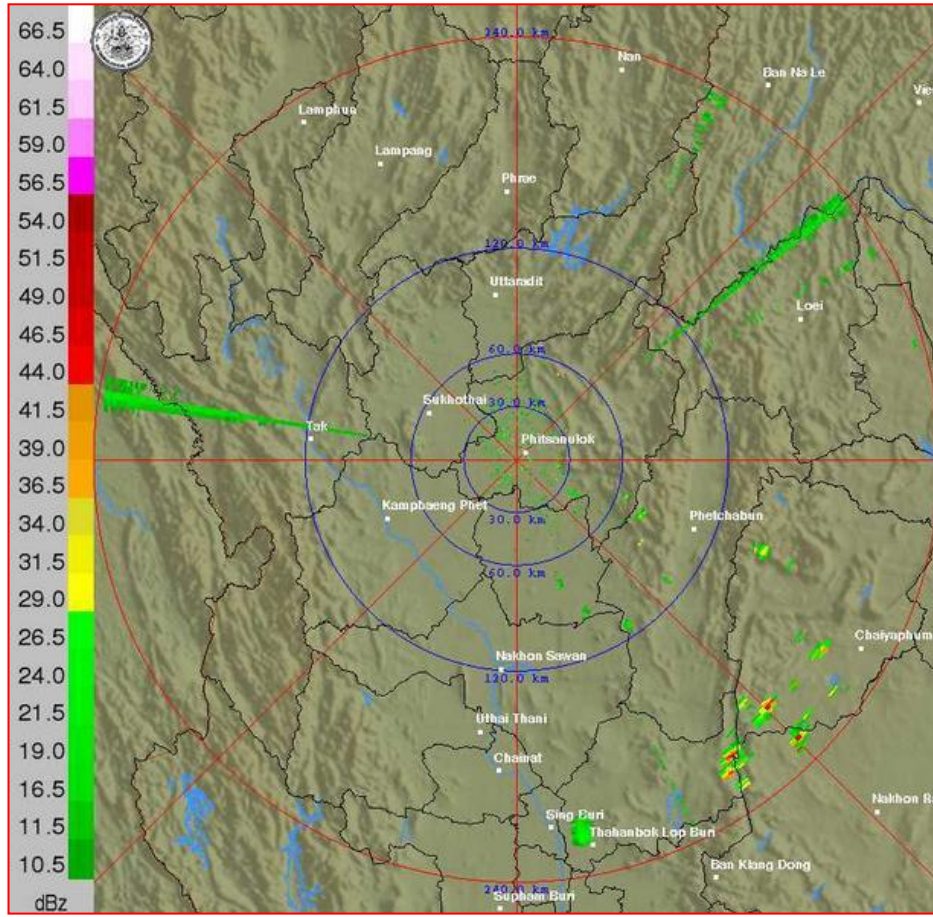 66.5
64.0
61.5
59.0
56.5
54.0
51.5
49.0
46.5
44.0
41.5
39.0
36.5
34.0
31.5
29.0
26.5
24.0
21.5
19.0
16.5
11.5
10.5
dBz
240.0 km
Nan
Ban Na Le
Vie
Lamphun
Lampang
Phrae
120.0 km
Uttaradit
Loei
60.0 km
Sukhothai
30.0 km
Tak
Phitsanulok
Kamphaeng Phet
30.0 km
Phetchabun
60.0 km
Chaiyaphum
Nakhon Sawan
120.0 km
Uthai Thani
Chainat
Nakhon Ra
Sing Buri
Thahanbok Lop Buri
Ban Klang Dong
240.0 km
Supham Buri